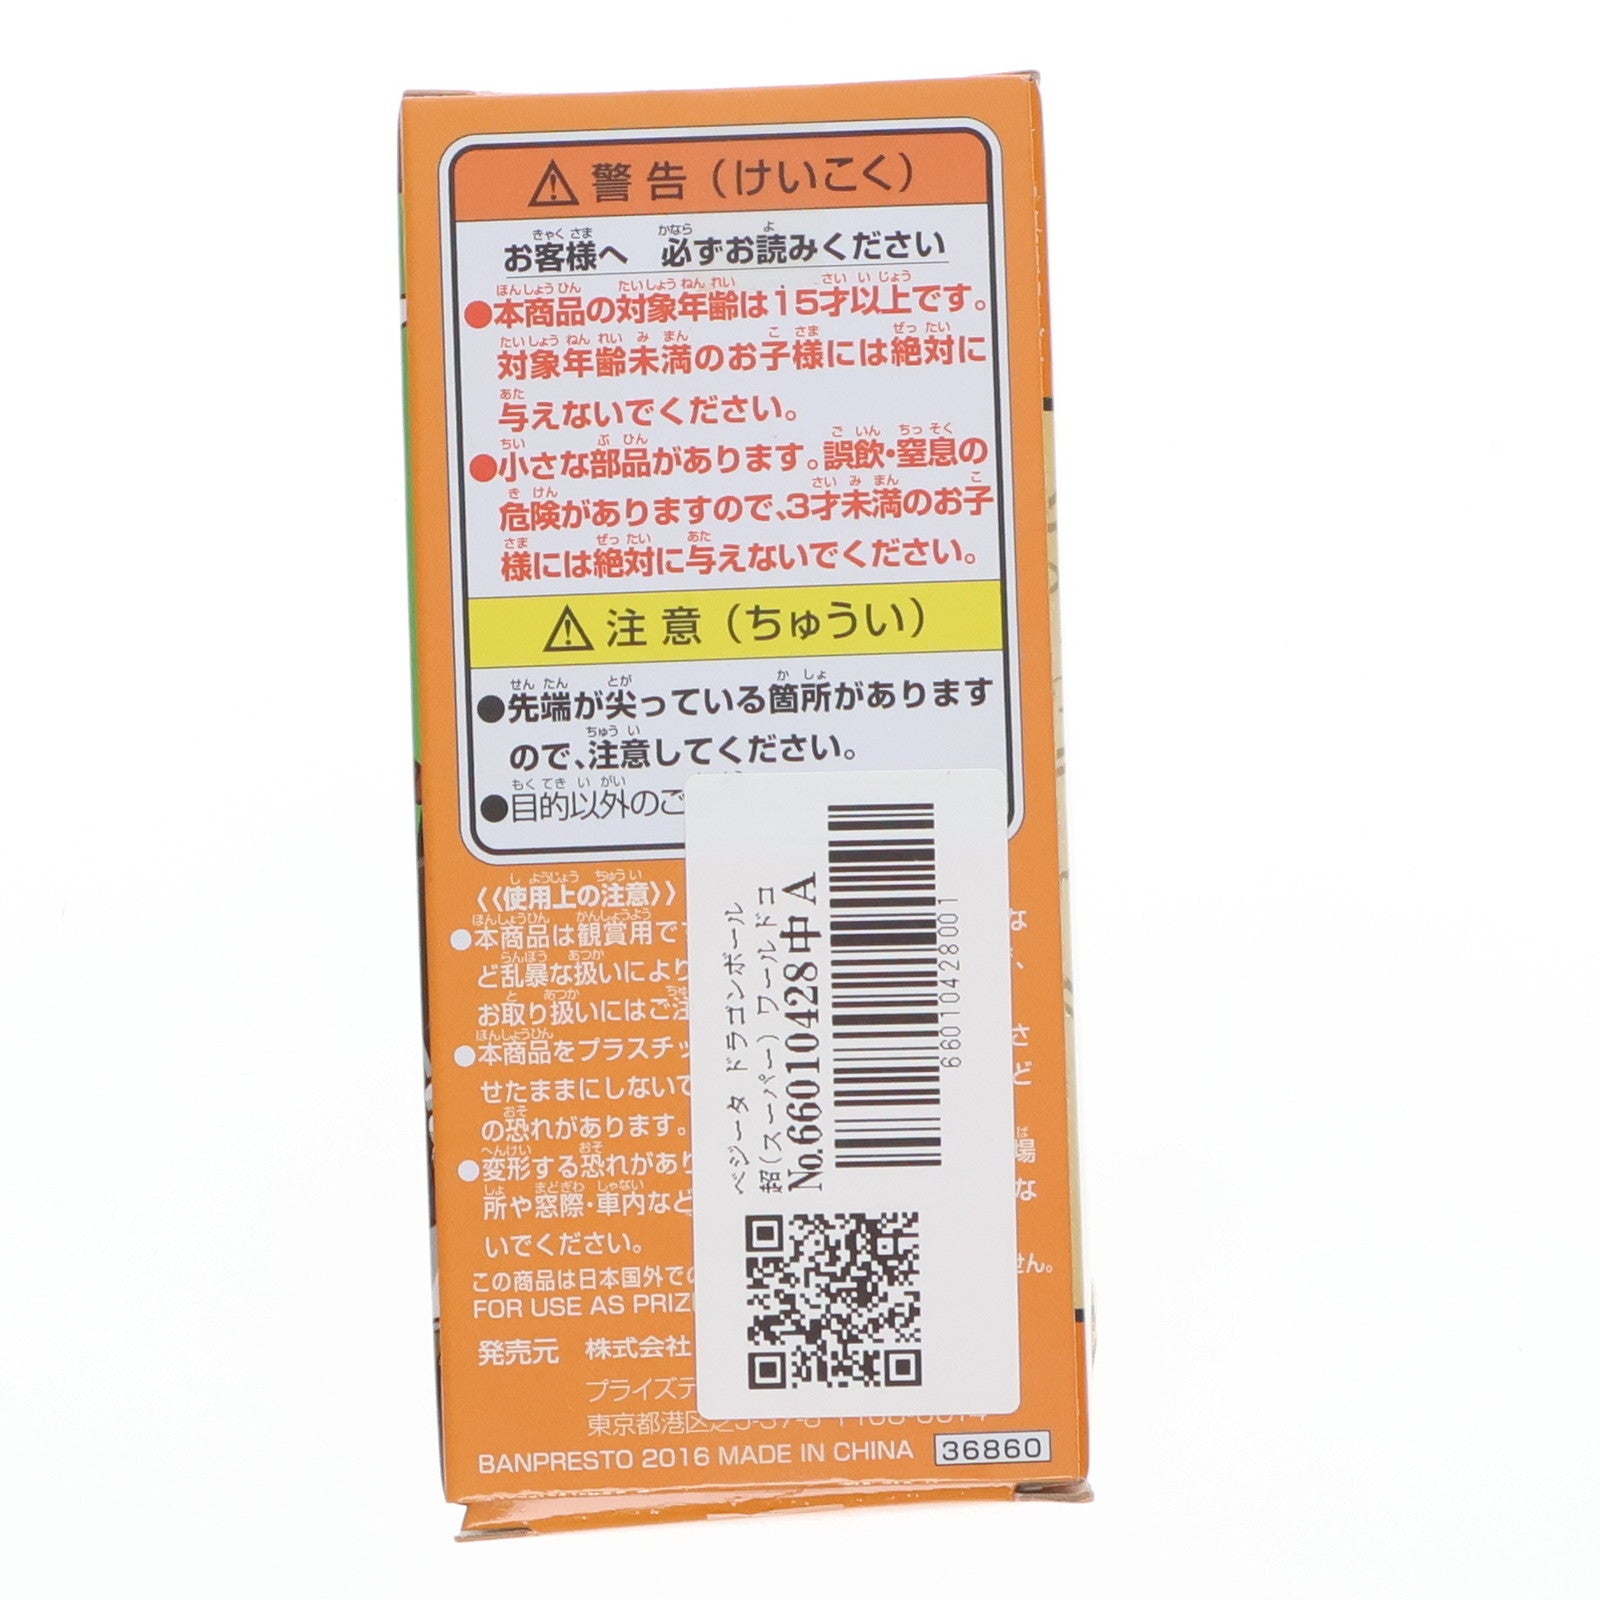 警告（けいこく）
お客様へ 必ずお読みください
●本商品の対象年齢は15才以上です。
対象年齢未満のお子様には絶対に
与えないでください。
●小さな部品があります。誤飲・窒息の
危険がありますので、3才未満のお子
様には絶対に与えないでください。
注意（ちゅうい）
●先端が尖っている箇所があります
ので、注意してください。
●目的以外のご
《使用上の注意》
●本商品は観賞用で
ど乱暴な扱いにより
お取り扱いにはご注
●本商品をプラスチッ
せたままにしないで
の恐れがあります。
●変形する恐れがあり
所や窓際・車内など
いでください。
この商品は日本国外での
せん。
FOR USE AS PRIZ
発売元 株式会社
プライズデ
東京都港区芝5-37-8
BANPRESTO 2016 MADE IN CHINA 36860
ベジータ ドラゴンボール
超(スーパー) ワールドコ
No.66010428中A
66010428001